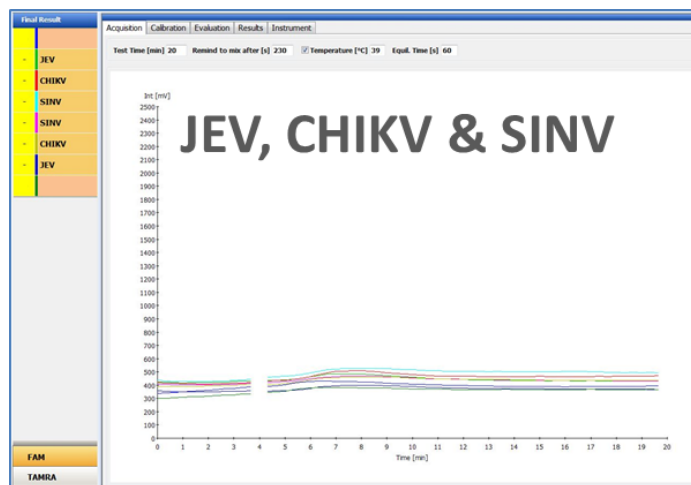 Final Result
- JEV
- CHIKV
- SINV
- SINV
- CHIKV
- JEV
FAM
TAMRA
Acquisition Calibration Evaluation Results Instrument
Test Time [min] 20 Remind to mix after [s] 230 Temperature [°C] 39 Equil. Time [s] 60
JEV, CHIKV & SINV
Int [mV]
2500
2400
2300
2200
2100
2000
1900
1800
1700
1600
1500
1400
1300
1200
1100
1000
900
800
700
600
500
400
300
200
100
0
0 1 2 3 4 5 6 7 8 9 10 11 12 13 14 15 16 17 18 19 20
Time [min]